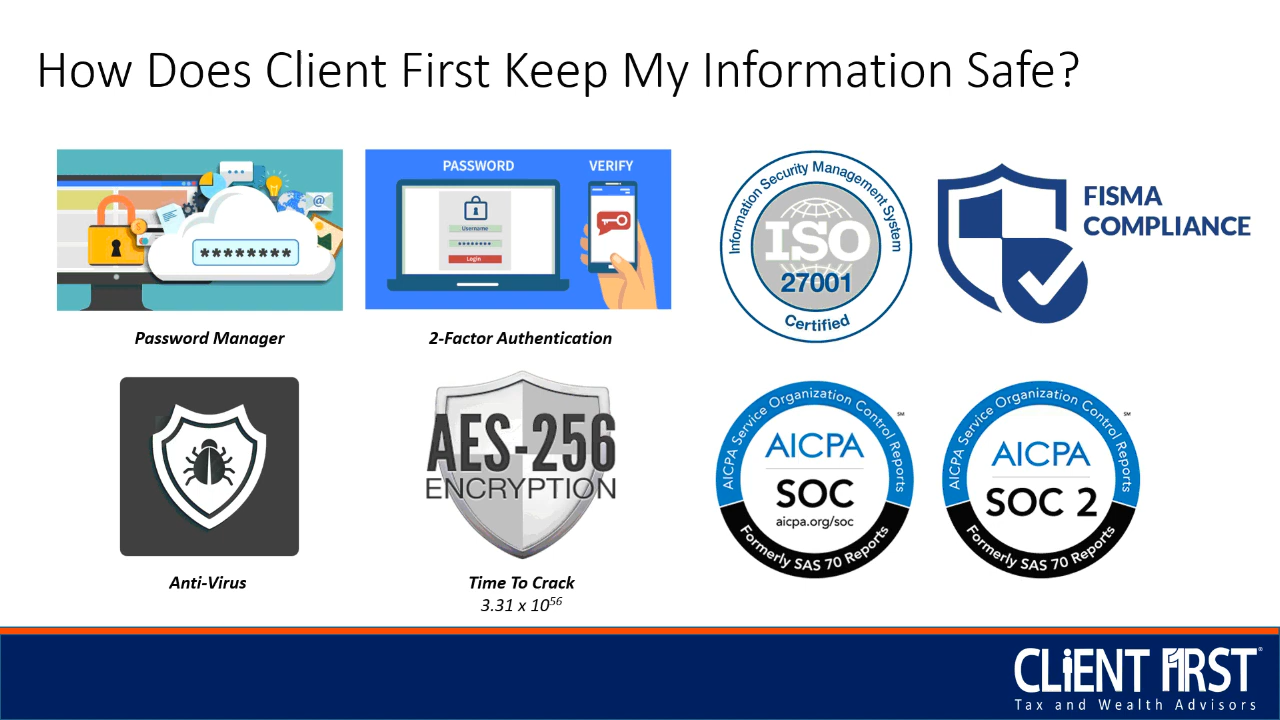 How Does Client First Keep My Information Safe?
********
@
Password Manager
PASSWORD
VERIFY
Username
********
Login
2-Factor Authentication
Information Security Management System
ISO
27001
Certified
FISMA
COMPLIANCE
Anti-Virus
AES-256
ENCRYPTION
Time To Crack
3.31 x 10⁵⁶
AICPA Service Organization Control Reports
SM
AICPA
SOC
aicpa.org/soc
Formerly SAS 70 Reports
AICPA Service Organization Control Reports
SM
AICPA
SOC 2
Formerly SAS 70 Reports
CLiENT F1RST®
Tax and Wealth Advisors